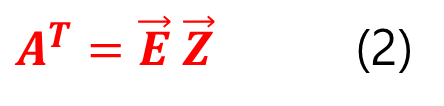 $A^T = \vec{E}\,\vec{Z}$ (2)